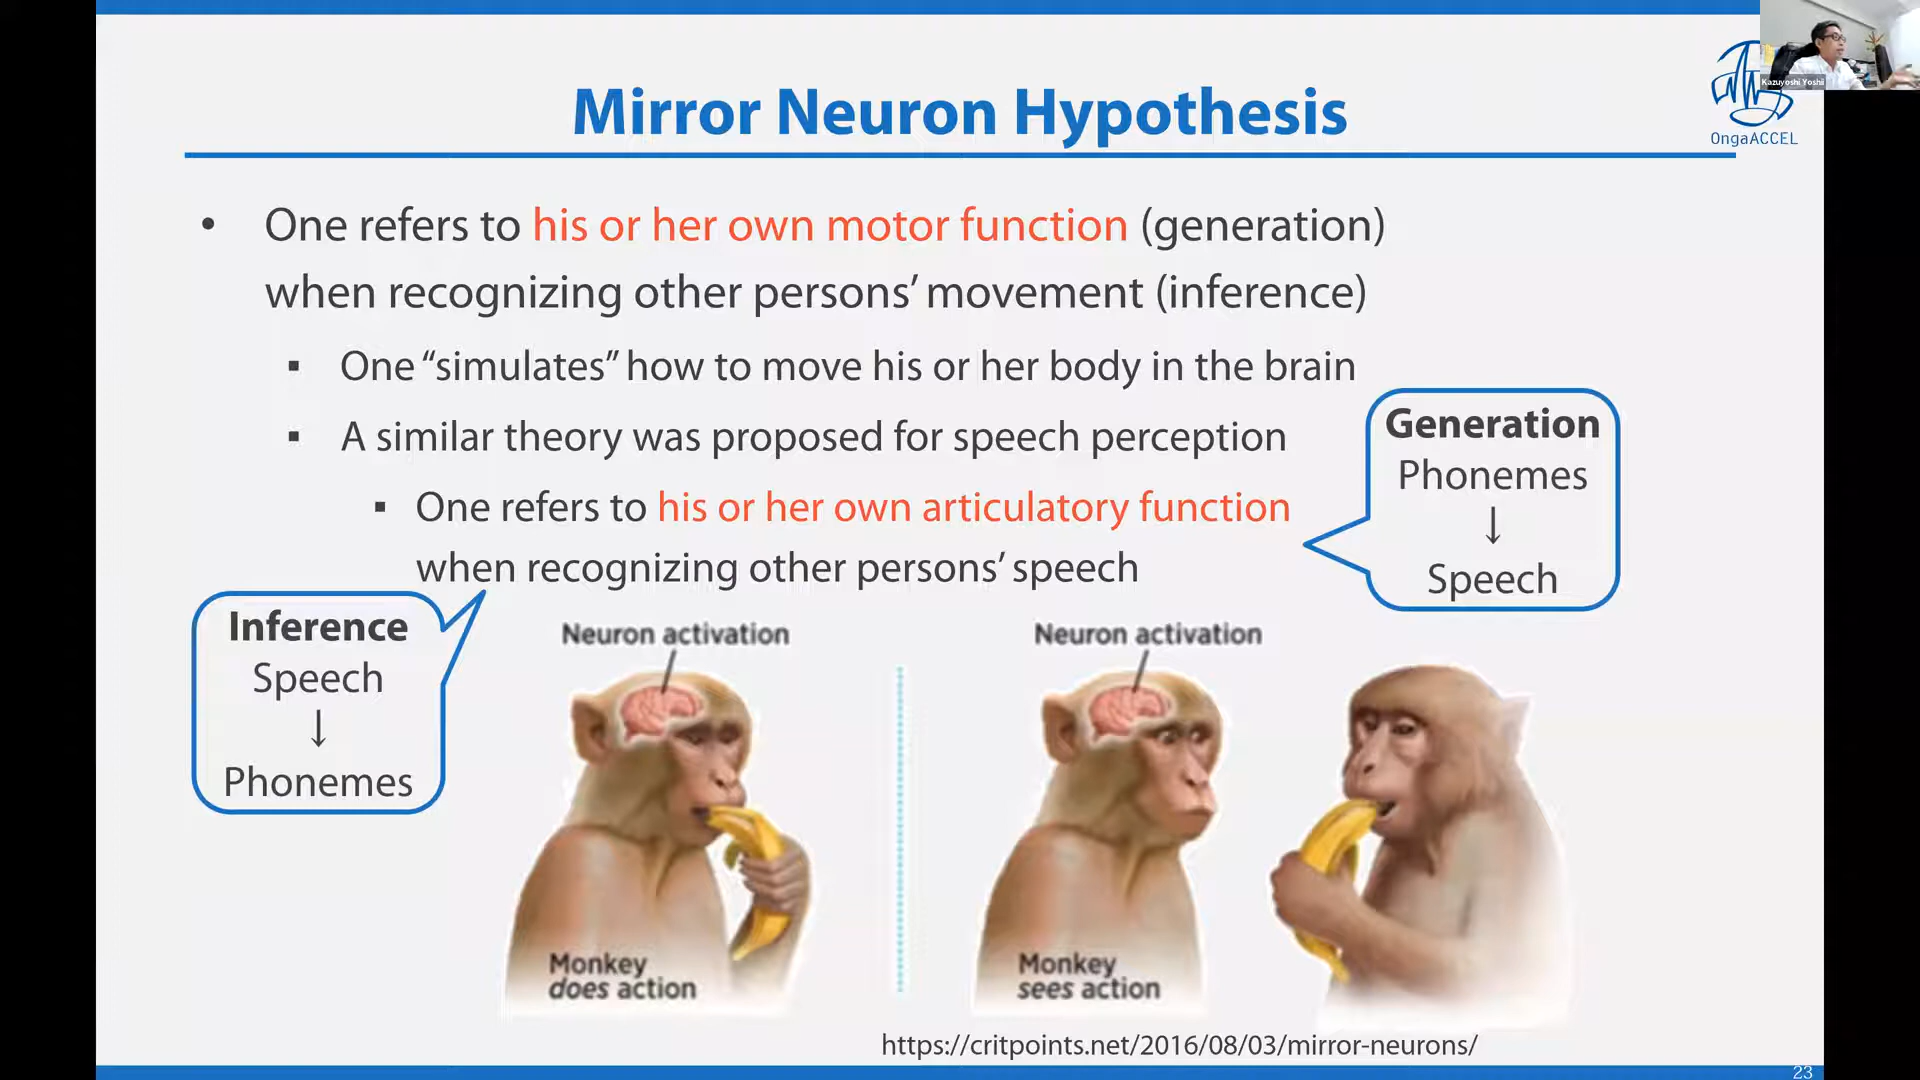 Kazuyoshi Yoshii
OngaACCEL
Mirror Neuron Hypothesis
• One refers to his or her own motor function (generation)
when recognizing other persons’ movement (inference)
▪ One “simulates” how to move his or her body in the brain
▪ A similar theory was proposed for speech perception
▪ One refers to his or her own articulatory function
when recognizing other persons’ speech
Generation
Phonemes
↓
Speech
Inference
Speech
↓
Phonemes
Neuron activation
Monkey
does action
Neuron activation
Monkey
sees action
https://critpoints.net/2016/08/03/mirror-neurons/
23